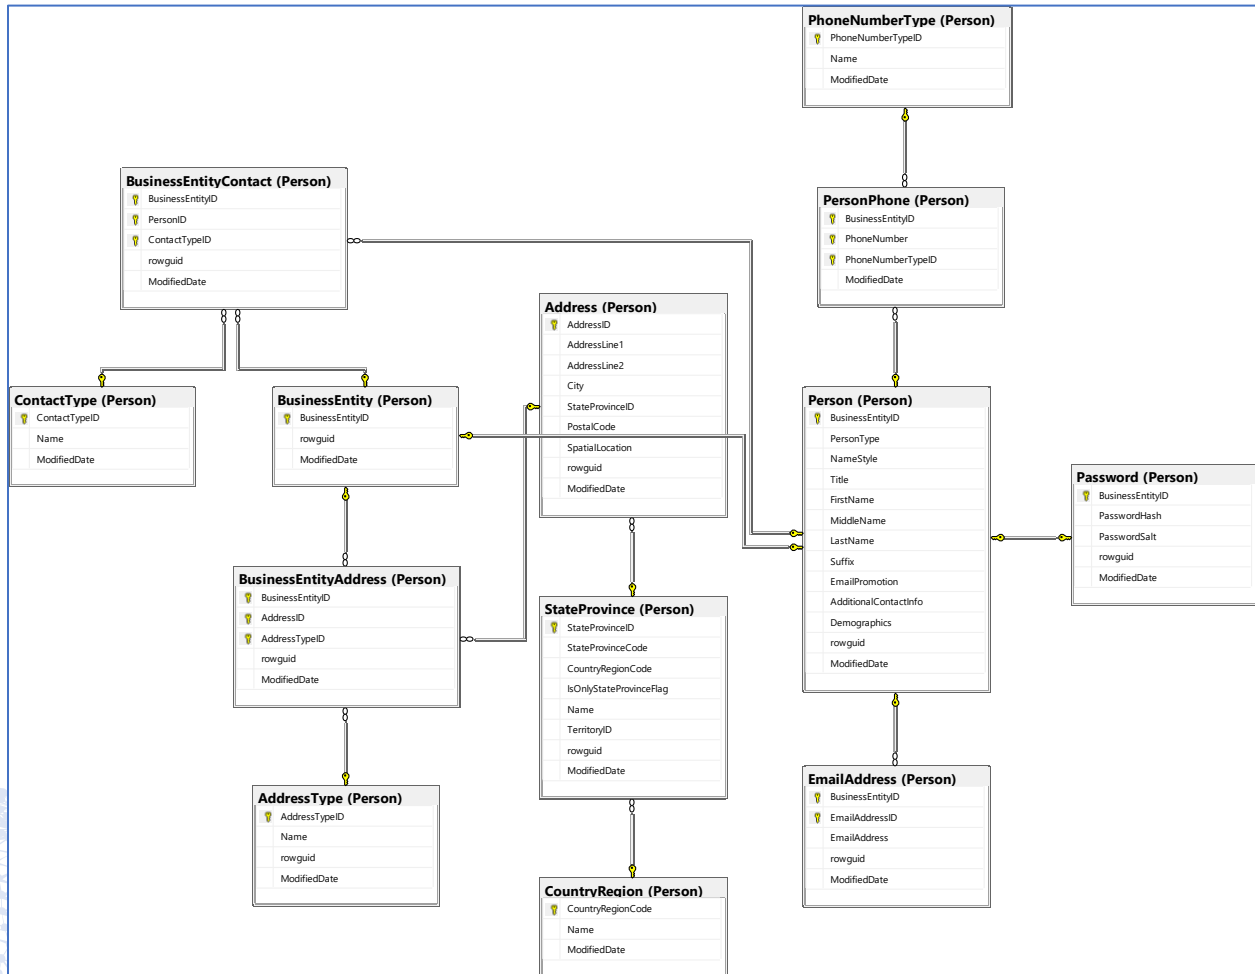 PhoneNumberType (Person)
PhoneNumberTypeID
Name
ModifiedDate
BusinessEntityContact (Person)
BusinessEntityID
PersonID
ContactTypeID
rowguid
ModifiedDate
PersonPhone (Person)
BusinessEntityID
PhoneNumber
PhoneNumberTypeID
ModifiedDate
Address (Person)
AddressID
AddressLine1
AddressLine2
City
StateProvinceID
PostalCode
SpatialLocation
rowguid
ModifiedDate
ContactType (Person)
ContactTypeID
Name
ModifiedDate
BusinessEntity (Person)
BusinessEntityID
rowguid
ModifiedDate
Person (Person)
BusinessEntityID
PersonType
NameStyle
Title
FirstName
MiddleName
LastName
Suffix
EmailPromotion
AdditionalContactInfo
Demographics
rowguid
ModifiedDate
Password (Person)
BusinessEntityID
PasswordHash
PasswordSalt
rowguid
ModifiedDate
BusinessEntityAddress (Person)
BusinessEntityID
AddressID
AddressTypeID
rowguid
ModifiedDate
StateProvince (Person)
StateProvinceID
StateProvinceCode
CountryRegionCode
IsOnlyStateProvinceFlag
Name
TerritoryID
rowguid
ModifiedDate
AddressType (Person)
AddressTypeID
Name
rowguid
ModifiedDate
EmailAddress (Person)
BusinessEntityID
EmailAddressID
EmailAddress
rowguid
ModifiedDate
CountryRegion (Person)
CountryRegionCode
Name
ModifiedDate